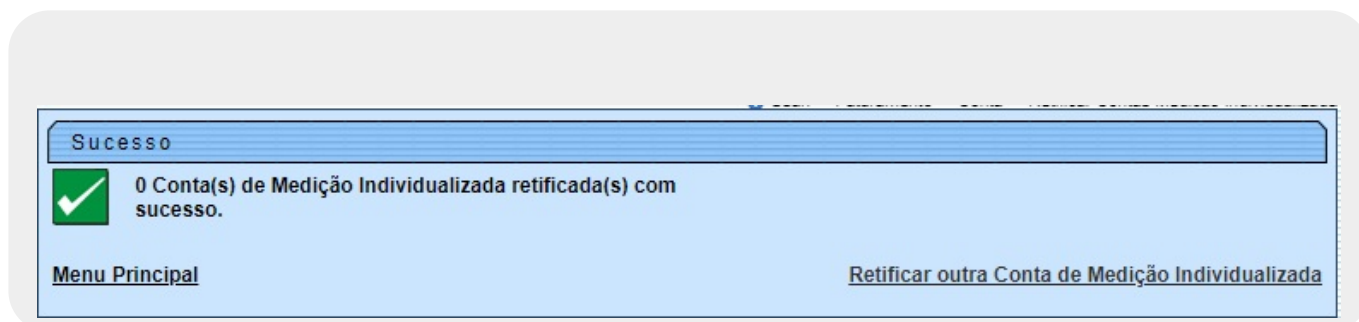 Sucesso
0 Conta(s) de Medição Individualizada retificada(s) com
sucesso.
Menu Principal
Retificar outra Conta de Medição Individualizada